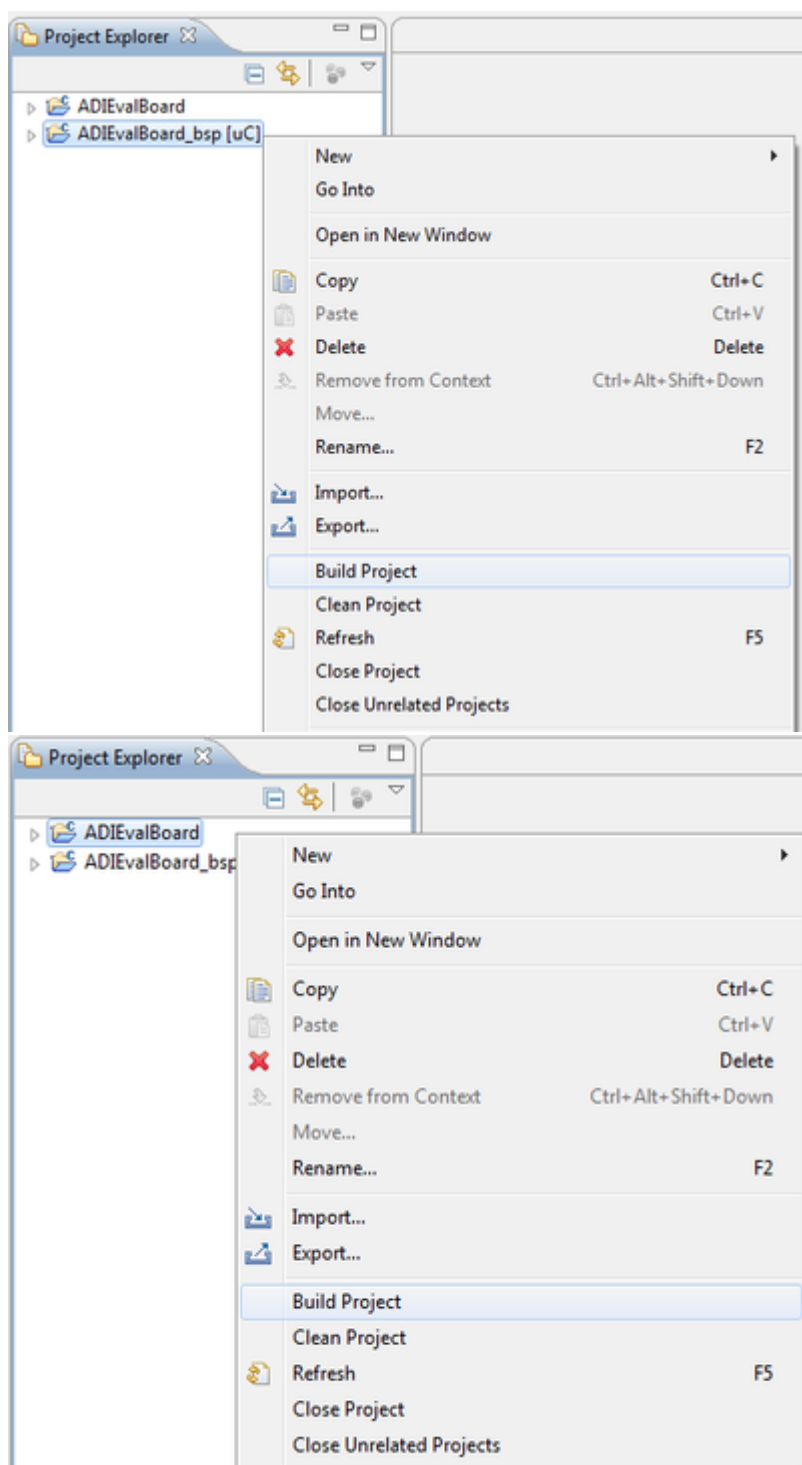 Project Explorer
ADIEvalBoard
ADIEvalBoard_bsp [uC]
New
Go Into
Open in New Window
Copy Ctrl+C
Paste Ctrl+V
Delete Delete
Remove from Context Ctrl+Alt+Shift+Down
Move...
Rename... F2
Import...
Export...
Build Project
Clean Project
Refresh F5
Close Project
Close Unrelated Projects
Project Explorer
ADIEvalBoard
ADIEvalBoard_bsp
New
Go Into
Open in New Window
Copy Ctrl+C
Paste Ctrl+V
Delete Delete
Remove from Context Ctrl+Alt+Shift+Down
Move...
Rename... F2
Import...
Export...
Build Project
Clean Project
Refresh F5
Close Project
Close Unrelated Projects